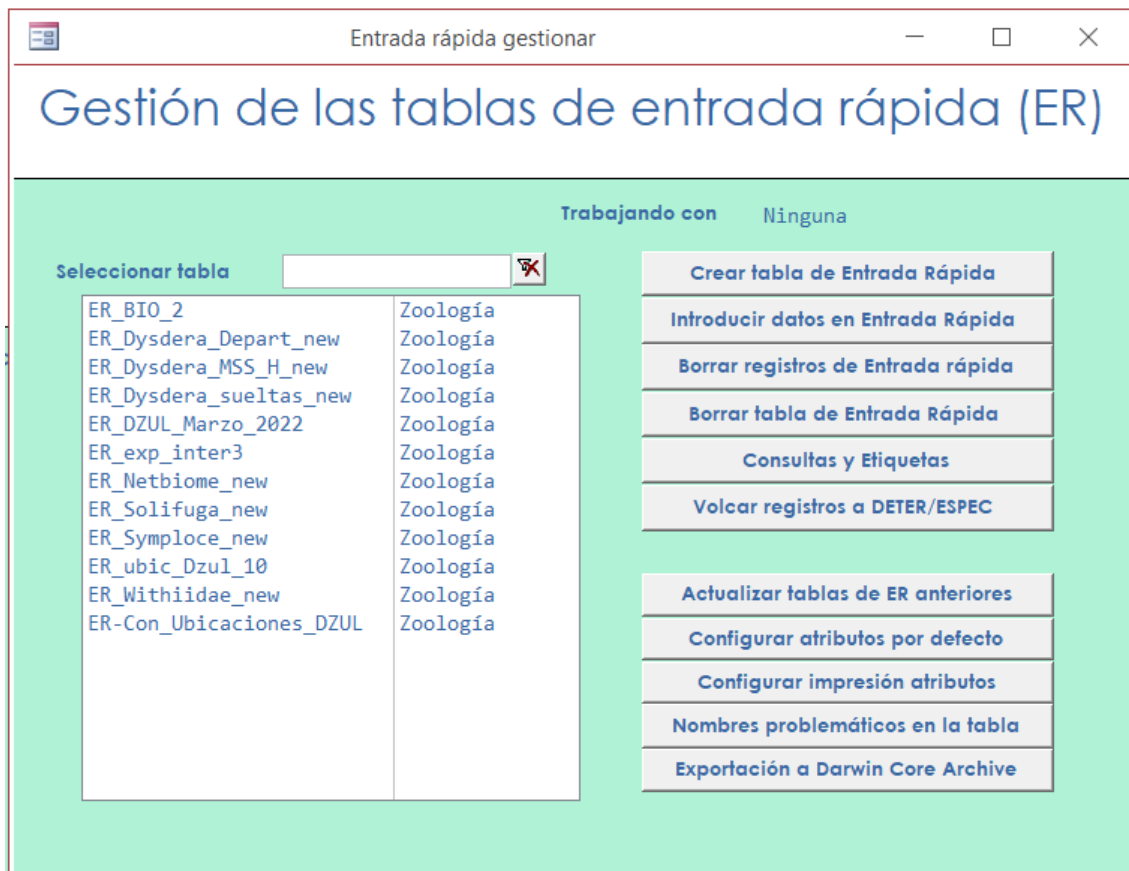 Entrada rápida gestionar
Gestión de las tablas de entrada rápida (ER)
Trabajando con Ninguna
Seleccionar tabla
ER_BIO_2 Zoología
ER_Dysdera_Depart_new Zoología
ER_Dysdera_MSS_H_new Zoología
ER_Dysdera_sueltas_new Zoología
ER_DZUL_Marzo_2022 Zoología
ER_exp_inter3 Zoología
ER_Netbiome_new Zoología
ER_Solifuga_new Zoología
ER_Symploce_new Zoología
ER_ubic_Dzul_10 Zoología
ER_Withiidae_new Zoología
ER-Con_Ubicaciones_DZUL Zoología
Crear tabla de Entrada Rápida
Introducir datos en Entrada Rápida
Borrar registros de Entrada rápida
Borrar tabla de Entrada Rápida
Consultas y Etiquetas
Volcar registros a DETER/ESPEC
Actualizar tablas de ER anteriores
Configurar atributos por defecto
Configurar impresión atributos
Nombres problemáticos en la tabla
Exportación a Darwin Core Archive